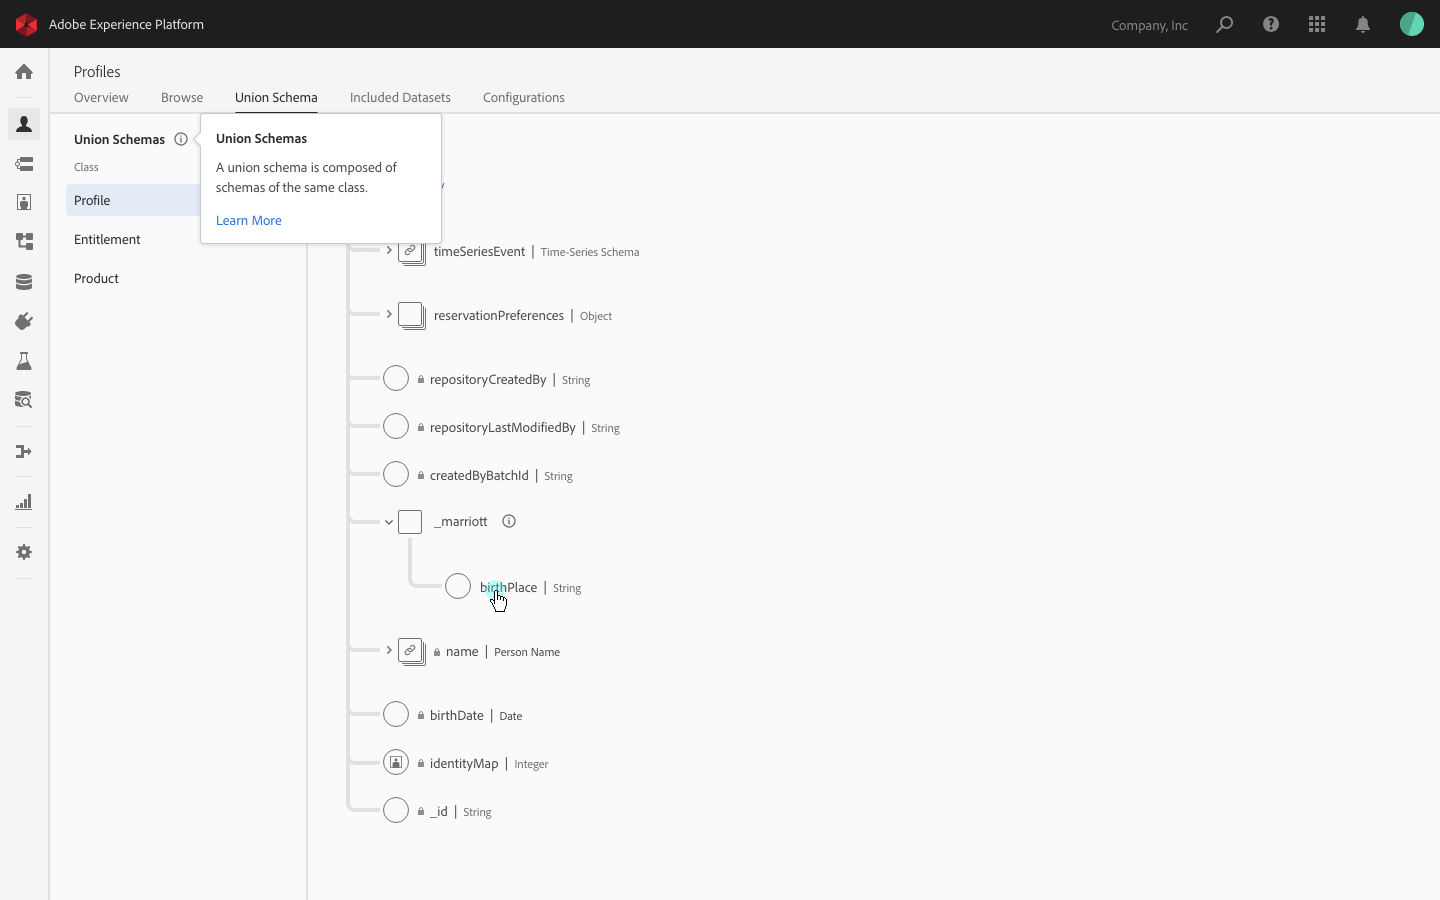 Adobe Experience Platform
Company, Inc
Profiles
Overview
Browse
Union Schema
Included Datasets
Configurations
Union Schemas
Class
Profile
Entitlement
Product
Union Schemas
A union schema is composed of
schemas of the same class.
Learn More
timeSeriesEvent | Time-Series Schema
reservationPreferences | Object
repositoryCreatedBy | String
repositoryLastModifiedBy | String
createdByBatchId | String
_marriott
birthPlace | String
name | Person Name
birthDate | Date
identityMap | Integer
_id | String